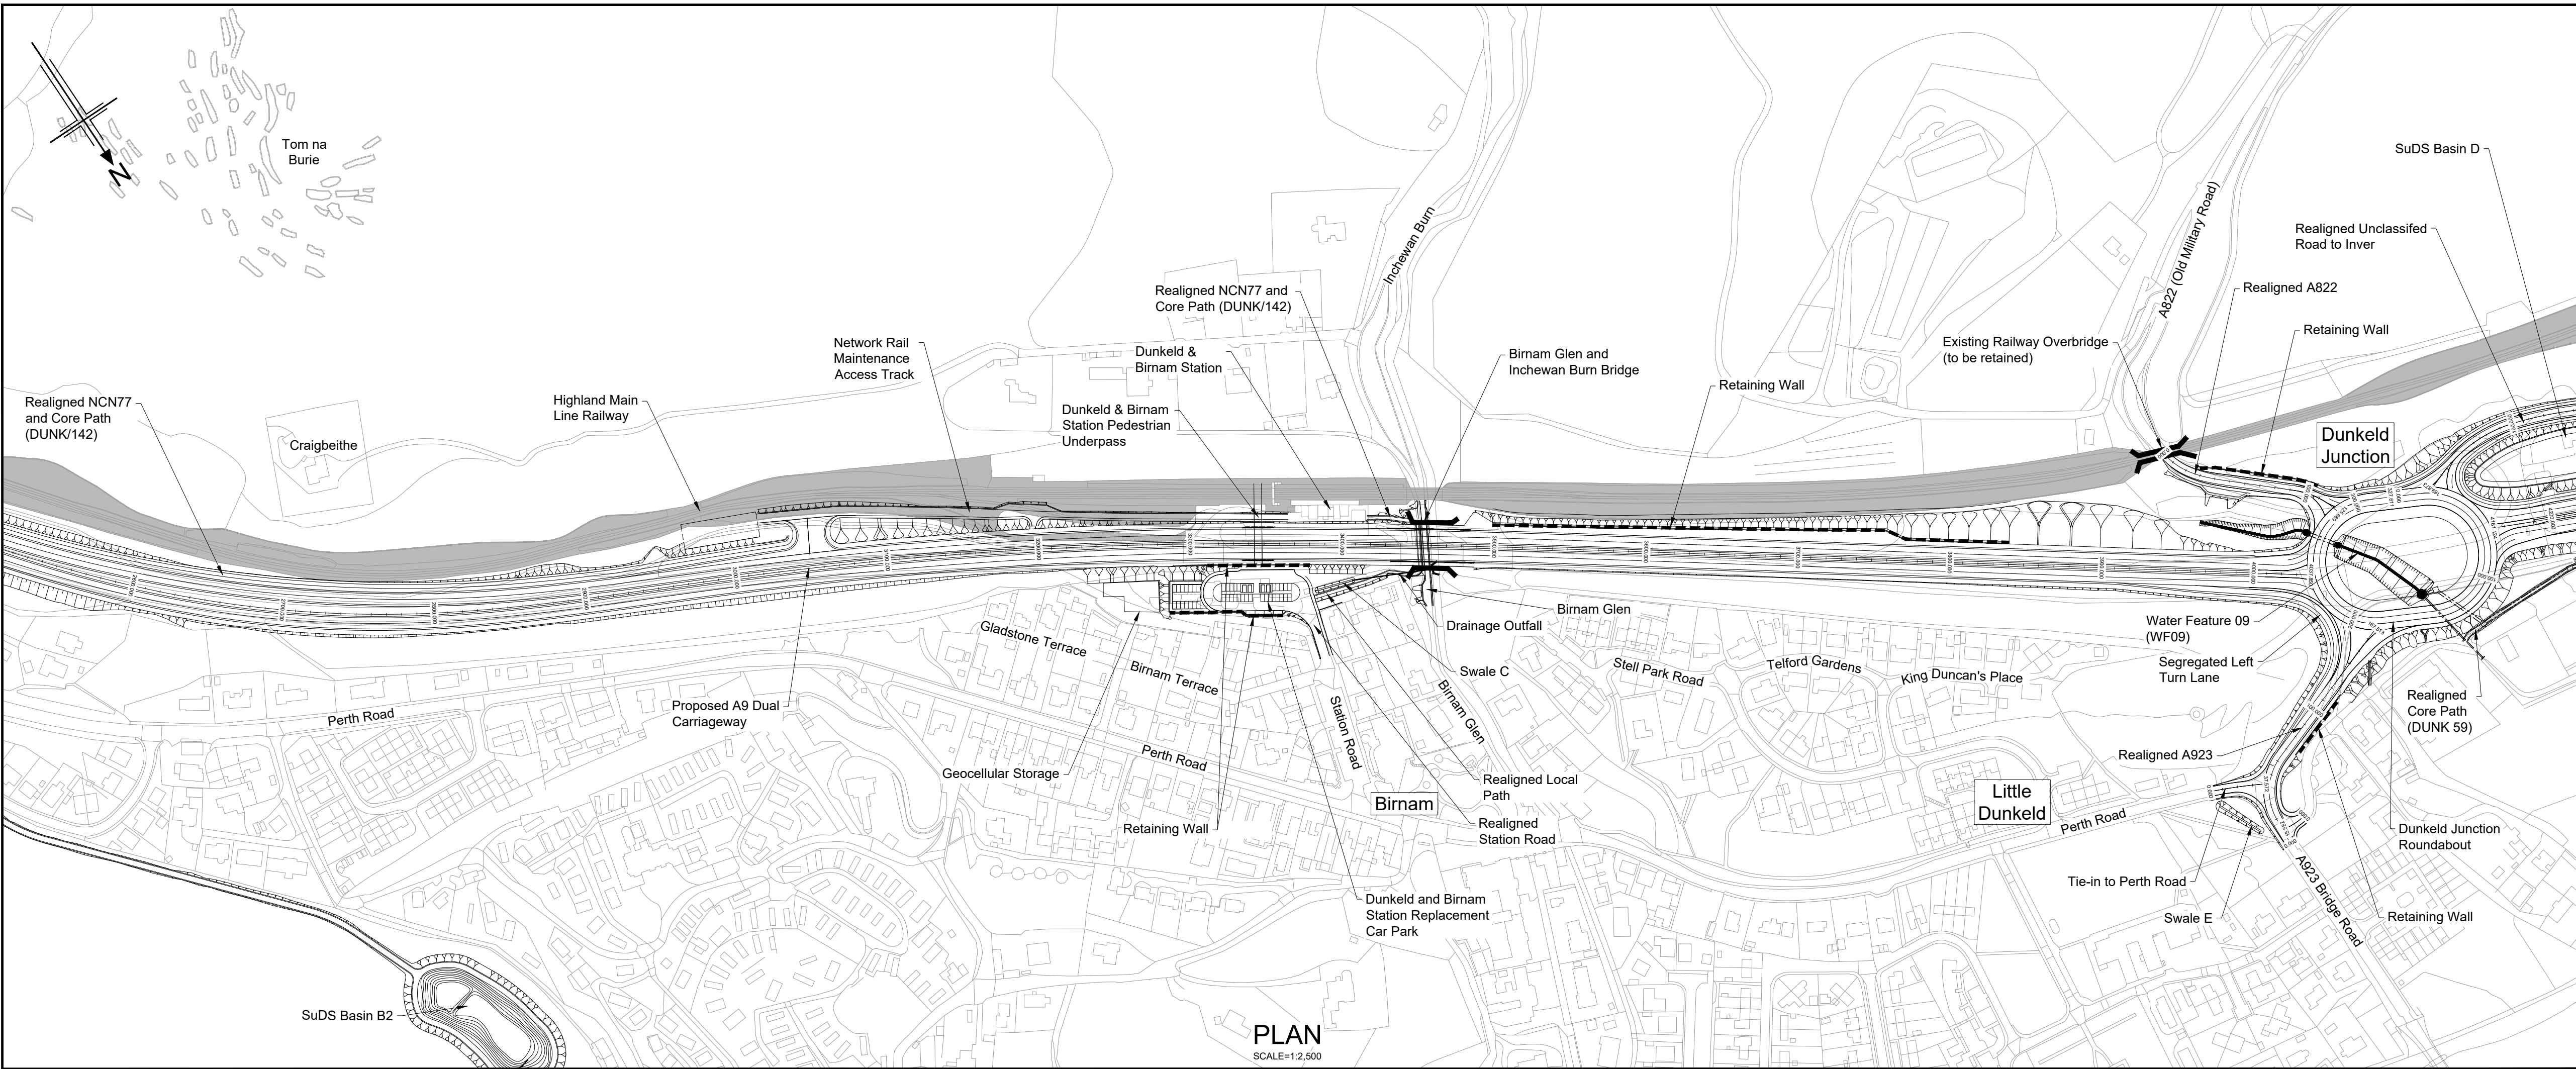 N
Tom na
Burie
SuDS Basin D
Realigned Unclassifed
Road to Inver
A822 (Old Military Road)
Inchewan Burn
Realigned A822
Realigned NCN77 and
Core Path (DUNK/142)
Retaining Wall
Existing Railway Overbridge
(to be retained)
Network Rail
Maintenance
Access Track
Dunkeld &
Birnam Station
Birnam Glen and
Inchewan Burn Bridge
Retaining Wall
Realigned NCN77
and Core Path
(DUNK/142)
Highland Main
Line Railway
Dunkeld & Birnam
Station Pedestrian
Underpass
Craigbeithe
Dunkeld
Junction
Birnam Glen
Drainage Outfall
Water Feature 09
(WF09)
Gladstone Terrace
Birnam Terrace
Swale C
Stell Park Road
Telford Gardens
King Duncan's Place
Segregated Left
Turn Lane
Realigned
Core Path
(DUNK 59)
Proposed A9 Dual
Carriageway
Perth Road
Station Road
Birnam Glen
Perth Road
Realigned A923
Geocellular Storage
Realigned Local
Path
Birnam
Little
Dunkeld
Perth Road
Retaining Wall
Realigned
Station Road
Dunkeld Junction
Roundabout
Tie-in to Perth Road
A923 Bridge Road
Dunkeld and Birnam
Station Replacement
Car Park
Swale E
Retaining Wall
SuDS Basin B2
PLAN
SCALE=1:2,500